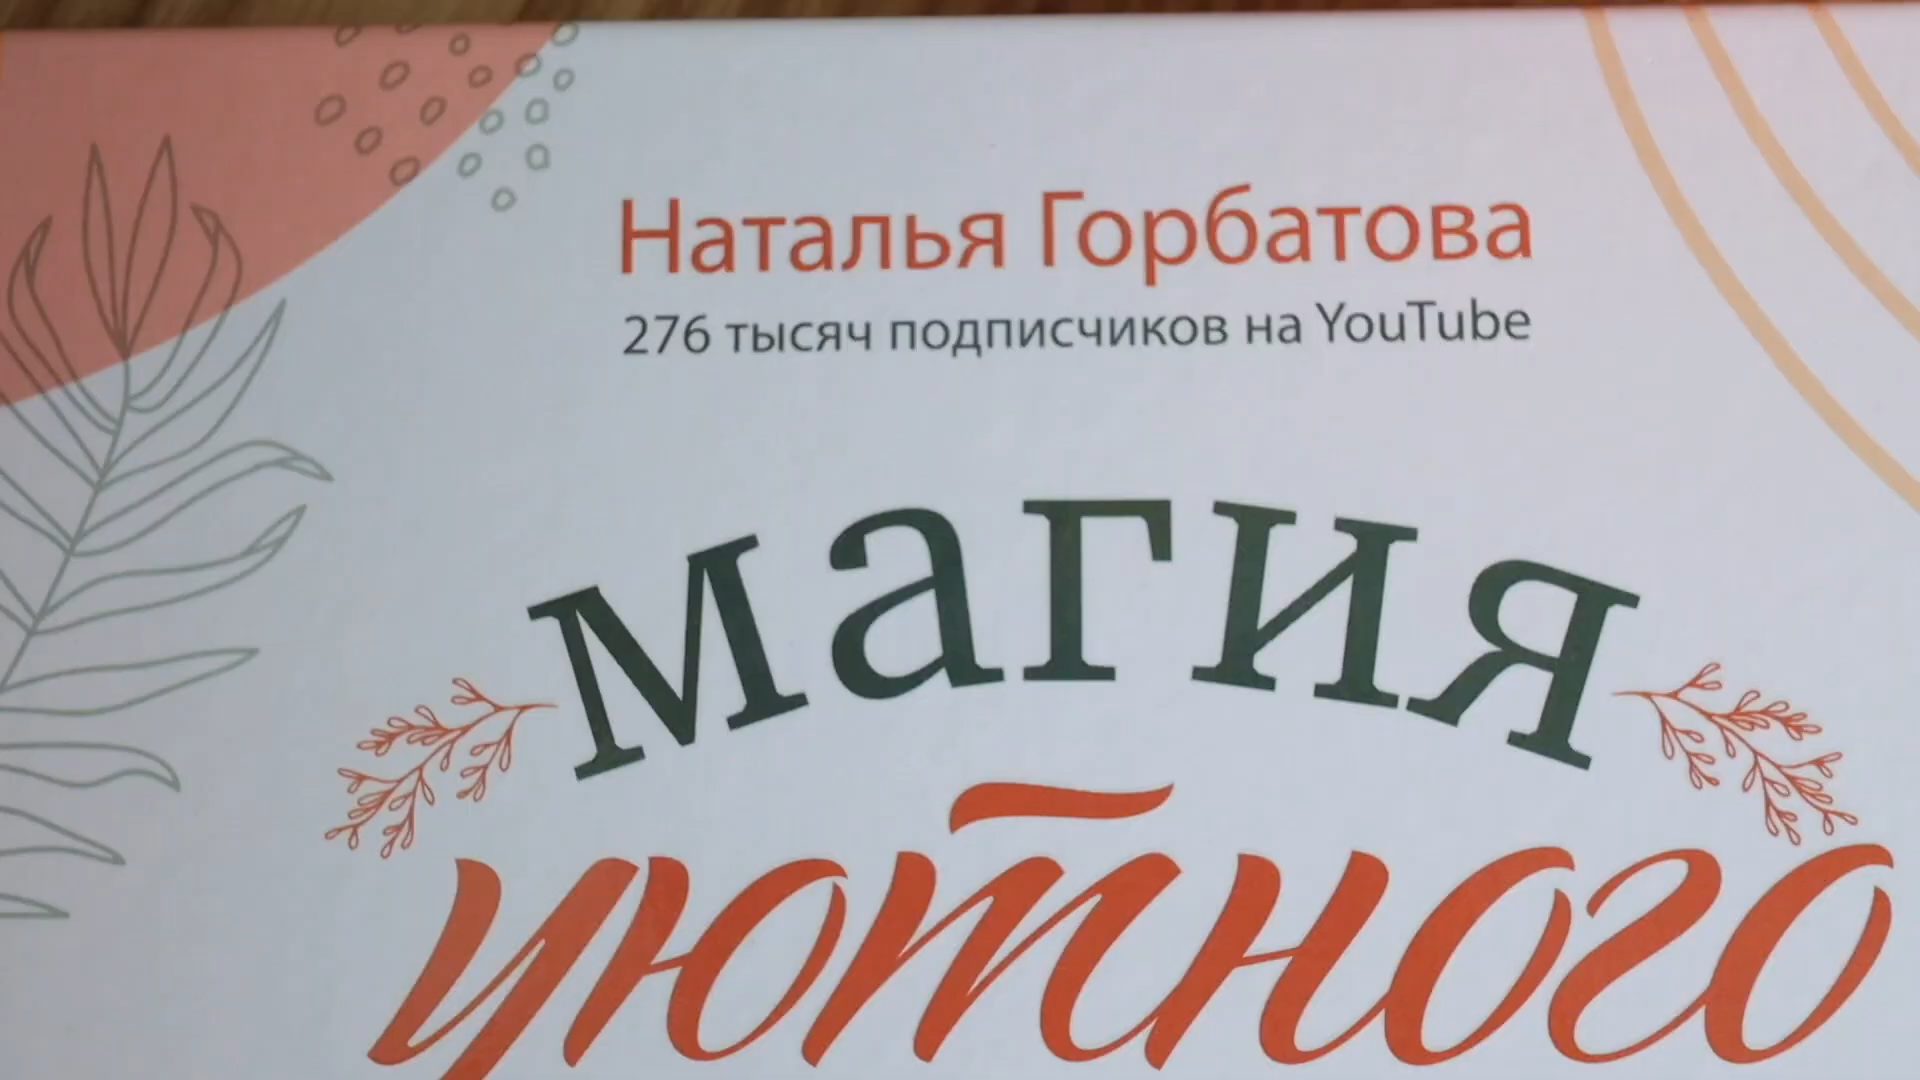 Наталья Горбатова
276 тысяч подписчиков на YouTube
магия
уютного